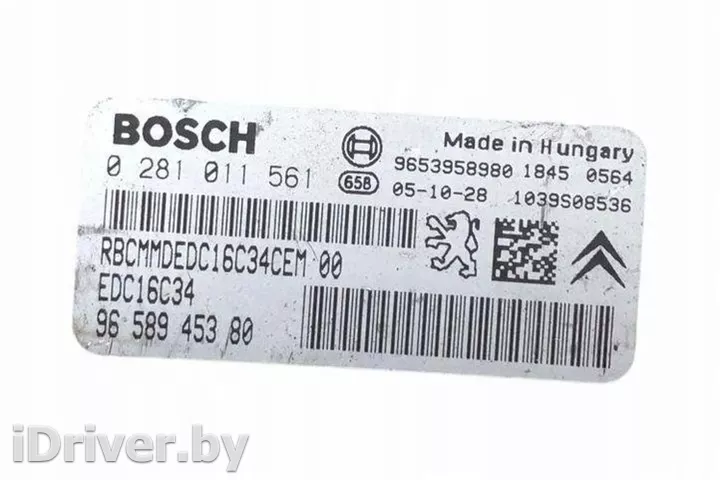 BOSCH
Made in Hungary
0 281 011 561
9653958980 1845 0564
658
05-10-28 1039S08536
RBCMMDEDC16C34CEM 00
EDC16C34
96 589 453 80
iDriver.by